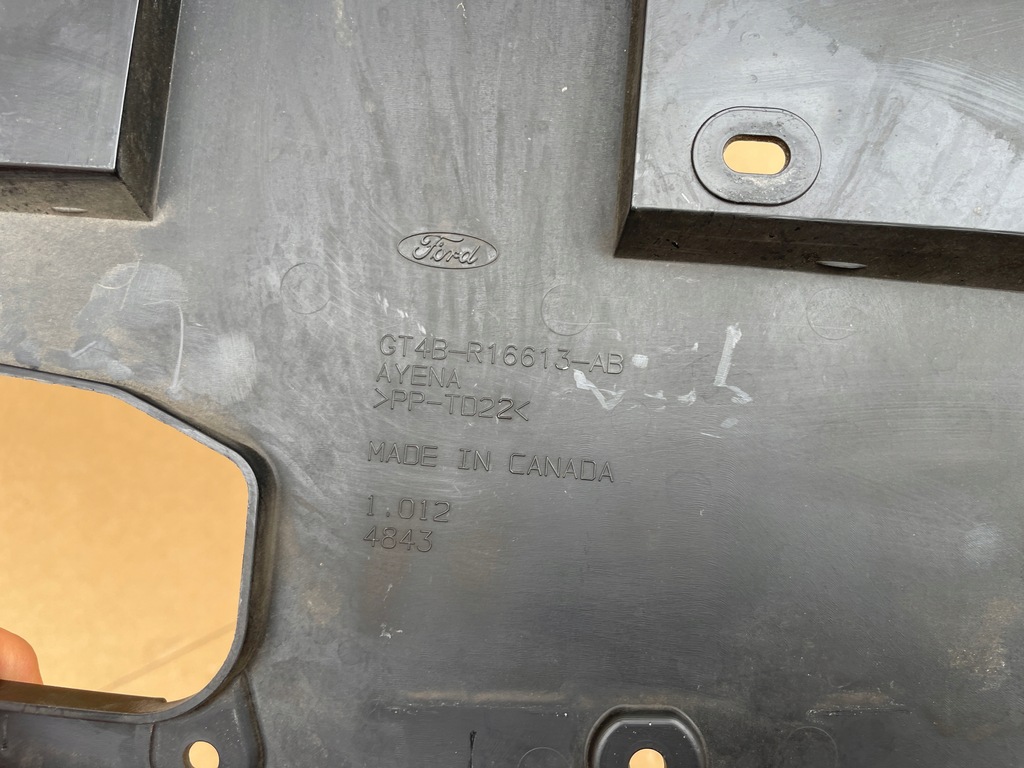 Ford
GT4B-R16613-AB
AYENA
>PP-TD22<
MADE IN CANADA
1.012
4843